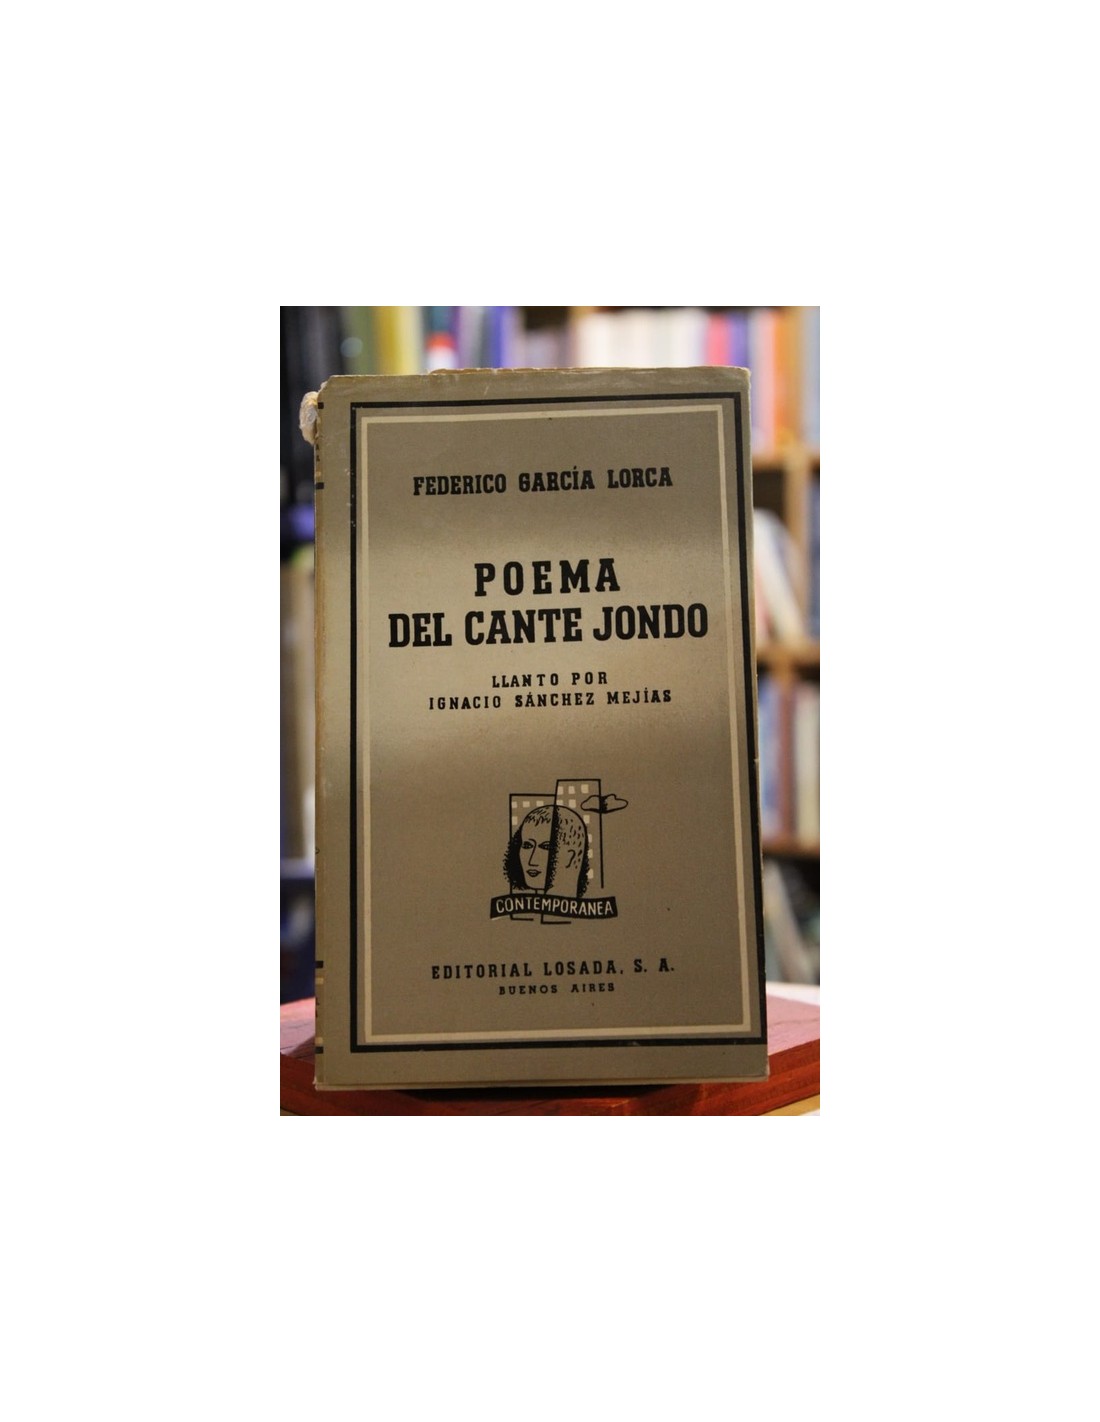 FEDERICO GARCÍA LORCA
POEMA
DEL CANTE JONDO
LLANTO POR
IGNACIO SÁNCHEZ MEJÍAS
CONTEMPORANEA
EDITORIAL LOSADA, S. A.
BUENOS AIRES